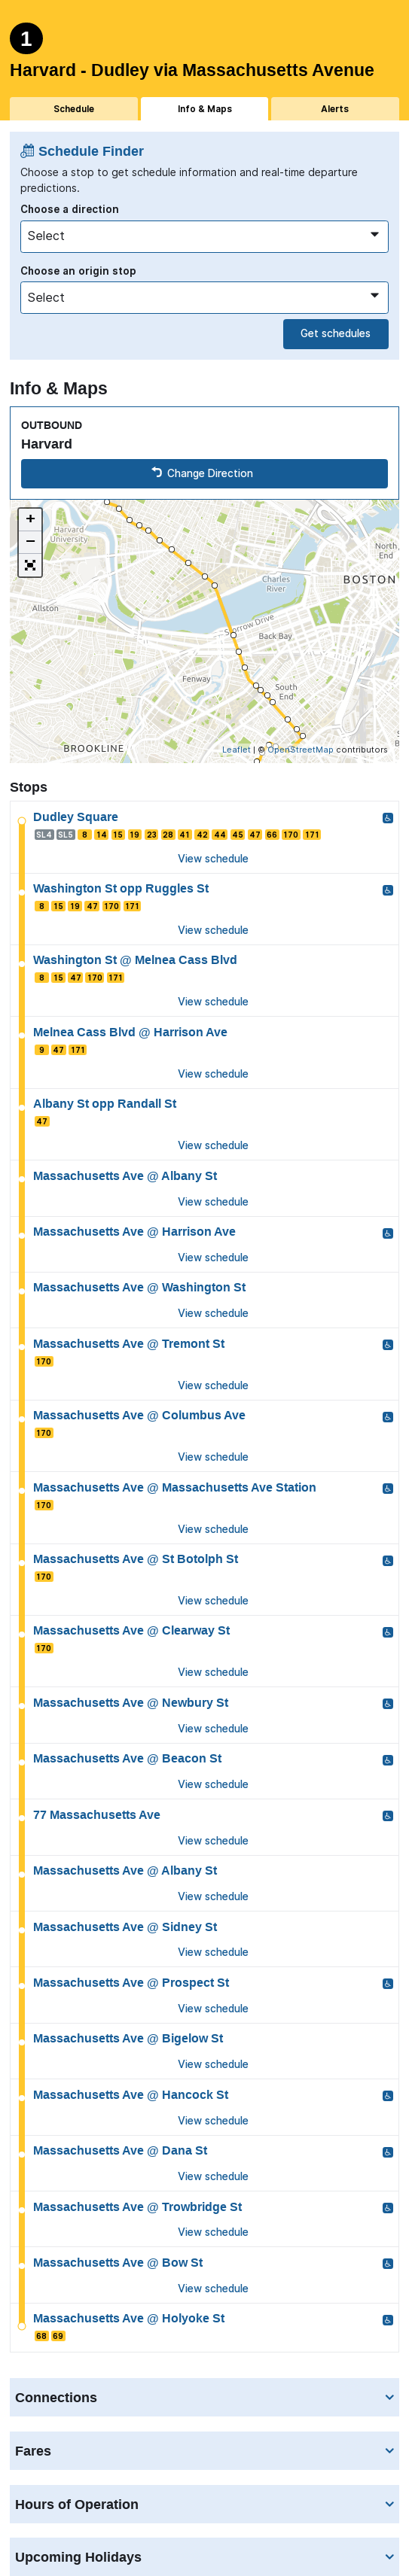 1
Harvard - Dudley via Massachusetts Avenue
Schedule
Info & Maps
Alerts
Schedule Finder
Choose a stop to get schedule information and real-time departure
predictions.
Choose a direction
Select
Choose an origin stop
Select
Get schedules
Info & Maps
OUTBOUND
Harvard
Change Direction
+
−
Harvard
University
North
End
BOSTON
Charles
River
Allston
Storrow Drive
Back Bay
Fenway
South
End
BROOKLINE
Leaflet | © OpenStreetMap contributors
Stops
Dudley Square
SL4 SL5 8 14 15 19 23 28 41 42 44 45 47 66 170 171
View schedule
Washington St opp Ruggles St
8 15 19 47 170 171
View schedule
Washington St @ Melnea Cass Blvd
8 15 47 170 171
View schedule
Melnea Cass Blvd @ Harrison Ave
9 47 171
View schedule
Albany St opp Randall St
47
View schedule
Massachusetts Ave @ Albany St
View schedule
Massachusetts Ave @ Harrison Ave
View schedule
Massachusetts Ave @ Washington St
View schedule
Massachusetts Ave @ Tremont St
170
View schedule
Massachusetts Ave @ Columbus Ave
170
View schedule
Massachusetts Ave @ Massachusetts Ave Station
170
View schedule
Massachusetts Ave @ St Botolph St
170
View schedule
Massachusetts Ave @ Clearway St
170
View schedule
Massachusetts Ave @ Newbury St
View schedule
Massachusetts Ave @ Beacon St
View schedule
77 Massachusetts Ave
View schedule
Massachusetts Ave @ Albany St
View schedule
Massachusetts Ave @ Sidney St
View schedule
Massachusetts Ave @ Prospect St
View schedule
Massachusetts Ave @ Bigelow St
View schedule
Massachusetts Ave @ Hancock St
View schedule
Massachusetts Ave @ Dana St
View schedule
Massachusetts Ave @ Trowbridge St
View schedule
Massachusetts Ave @ Bow St
View schedule
Massachusetts Ave @ Holyoke St
68 69
Connections
Fares
Hours of Operation
Upcoming Holidays